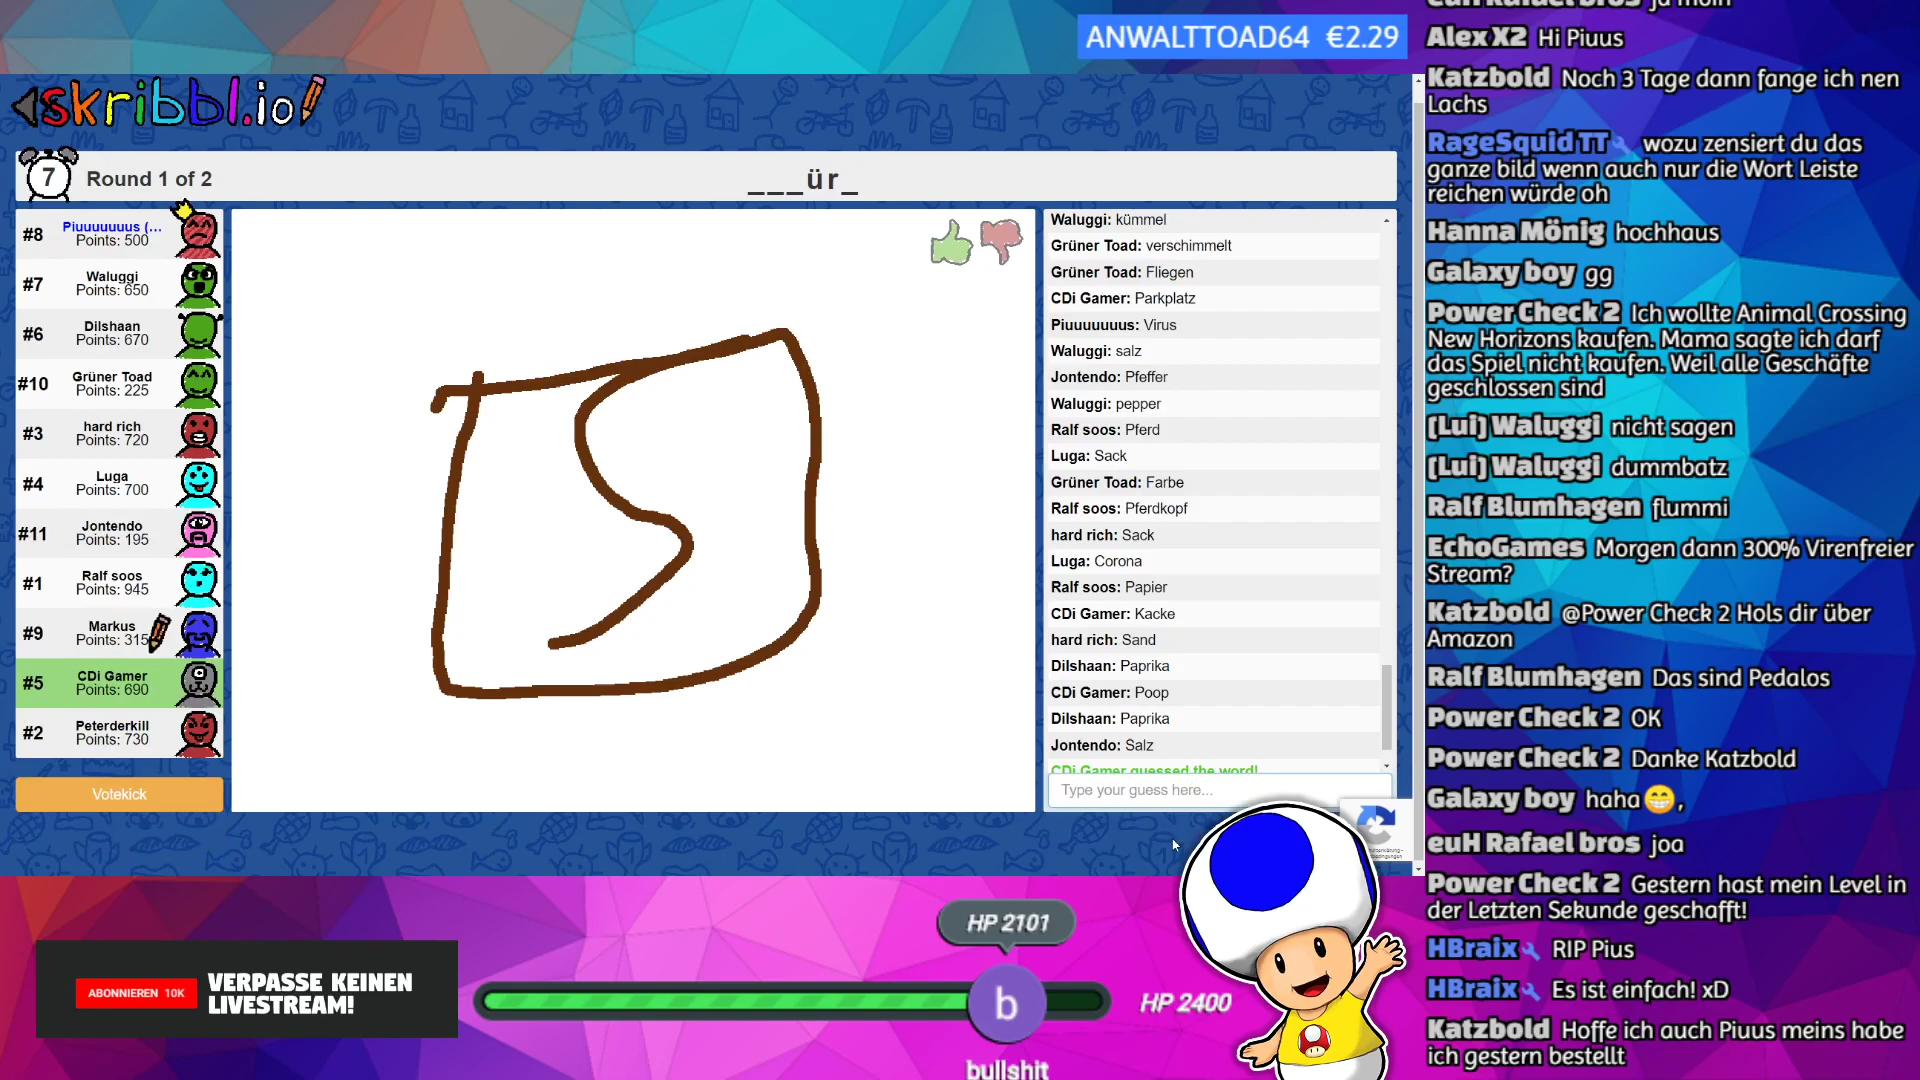 ANWALTTOAD64 €2.29
skribbl.io
7
Round 1 of 2
___ür_
#8
Piuuuuuuus (...
Points: 500
#7
Waluggi
Points: 650
#6
Dilshaan
Points: 670
#10
Grüner Toad
Points: 225
#3
hard rich
Points: 720
#4
Luga
Points: 700
#11
Jontendo
Points: 195
#1
Ralf soos
Points: 945
#9
Markus
Points: 315
#5
CDi Gamer
Points: 690
#2
Peterderkill
Points: 730
Votekick
Waluggi: kümmel
Grüner Toad: verschimmelt
Grüner Toad: Fliegen
CDi Gamer: Parkplatz
Piuuuuuuus: Virus
Waluggi: salz
Jontendo: Pfeffer
Waluggi: pepper
Ralf soos: Pferd
Luga: Sack
Grüner Toad: Farbe
Ralf soos: Pferdkopf
hard rich: Sack
Luga: Corona
Ralf soos: Papier
CDi Gamer: Kacke
hard rich: Sand
Dilshaan: Paprika
CDi Gamer: Poop
Dilshaan: Paprika
Jontendo: Salz
CDi Gamer guessed the word!
Type your guess here...
Alex X2 Hi Piuus
Katzbold Noch 3 Tage dann fange ich nen
Lachs
RageSquid TT wozu zensiert du das
ganze bild wenn auch nur die Wort Leiste
reichen würde oh
Hanna Mönig hochhaus
Galaxy boy gg
Power Check 2 Ich wollte Animal Crossing
New Horizons kaufen. Mama sagte ich darf
das Spiel nicht kaufen. Weil alle Geschäfte
geschlossen sind
[Lui] Waluggi nicht sagen
[Lui] Waluggi dummbatz
Ralf Blumhagen flummi
EchoGames Morgen dann 300% Virenfreier
Stream?
Katzbold @Power Check 2 Hols dir über
Amazon
Ralf Blumhagen Das sind Pedalos
Power Check 2 OK
Power Check 2 Danke Katzbold
Galaxy boy haha😁,
euH Rafael bros joa
Power Check 2 Gestern hast mein Level in
der Letzten Sekunde geschafft!
HBraix RIP Pius
HBraix Es ist einfach! xD
Katzbold Hoffe ich auch Piuus meins habe
ich gestern bestellt
ABONNIEREN 10K
VERPASSE KEINEN
LIVESTREAM!
HP 2101
b
HP 2400
bullshit